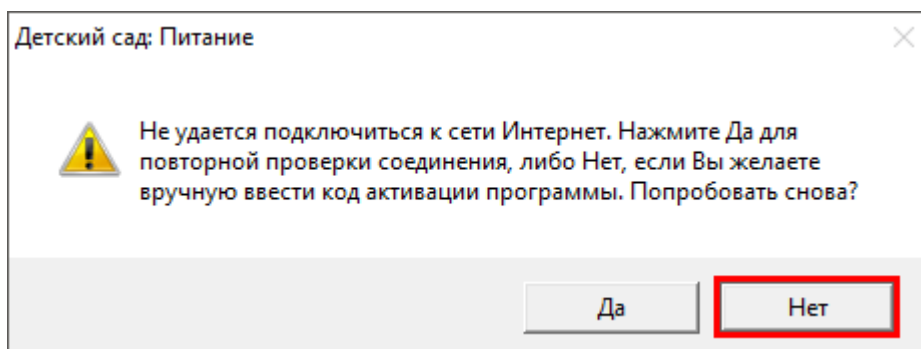 Детский сад: Питание
Не удается подключиться к сети Интернет. Нажмите Да для
повторной проверки соединения, либо Нет, если Вы желаете
вручную ввести код активации программы. Попробовать снова?
Да
Нет